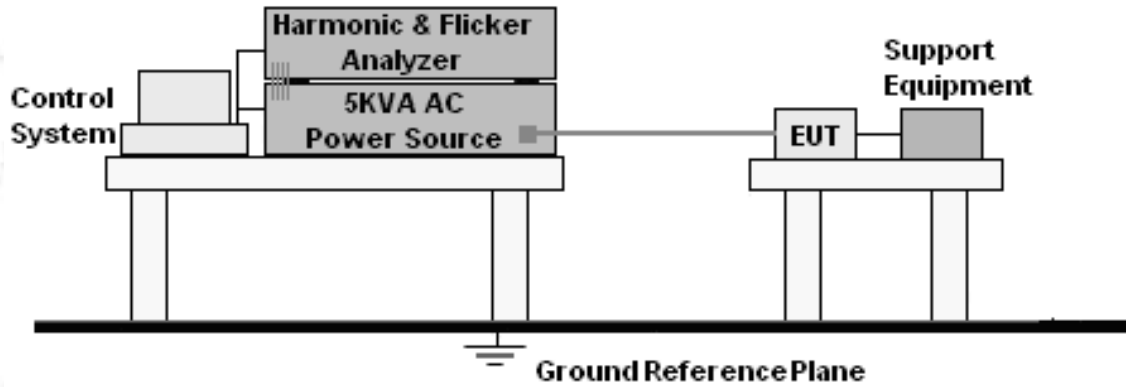 Harmonic & Flicker
Analyzer
Control
System
5KVA AC
Power Source
Support
Equipment
EUT
Ground Reference Plane